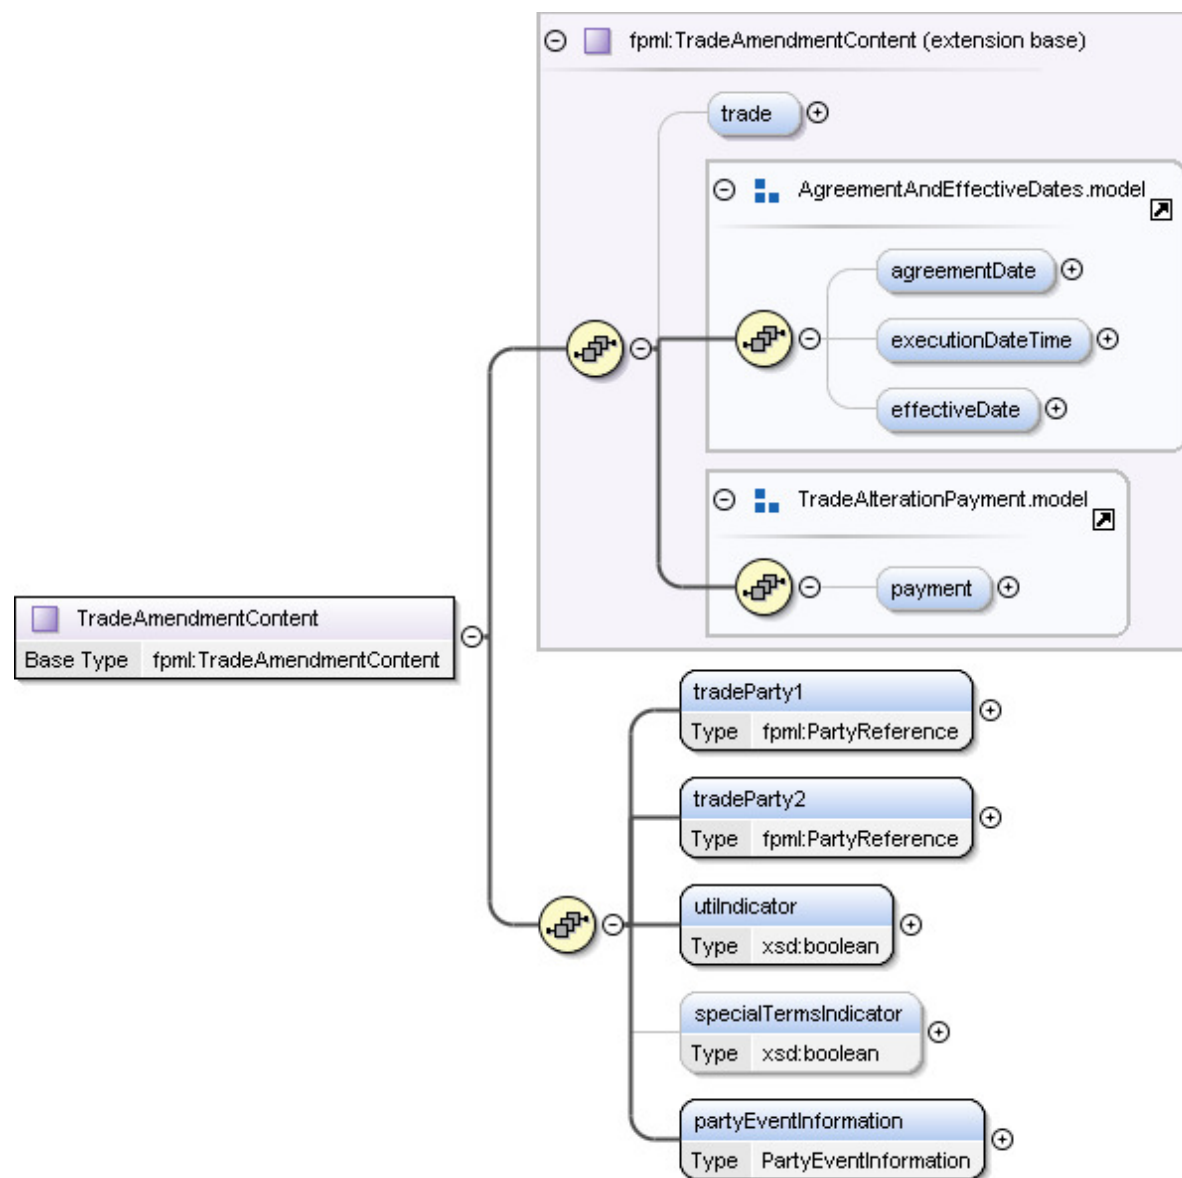 fpml:TradeAmendmentContent (extension base)
trade
AgreementAndEffectiveDates.model
agreementDate
executionDateTime
effectiveDate
TradeAlterationPayment.model
payment
TradeAmendmentContent
Base Type fpml:TradeAmendmentContent
tradeParty1
Type fpml:PartyReference
tradeParty2
Type fpml:PartyReference
utiIndicator
Type xsd:boolean
specialTermsIndicator
Type xsd:boolean
partyEventInformation
Type PartyEventInformation